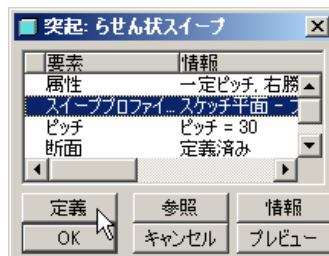 突起: らせん状スイープ
要素 情報
属性 一定ピッチ, 右勝
スイーププロファイ... スケッチ平面 -
ピッチ ピッチ = 30
断面 定義済み
定義 参照 情報
OK キャンセル プレビュー